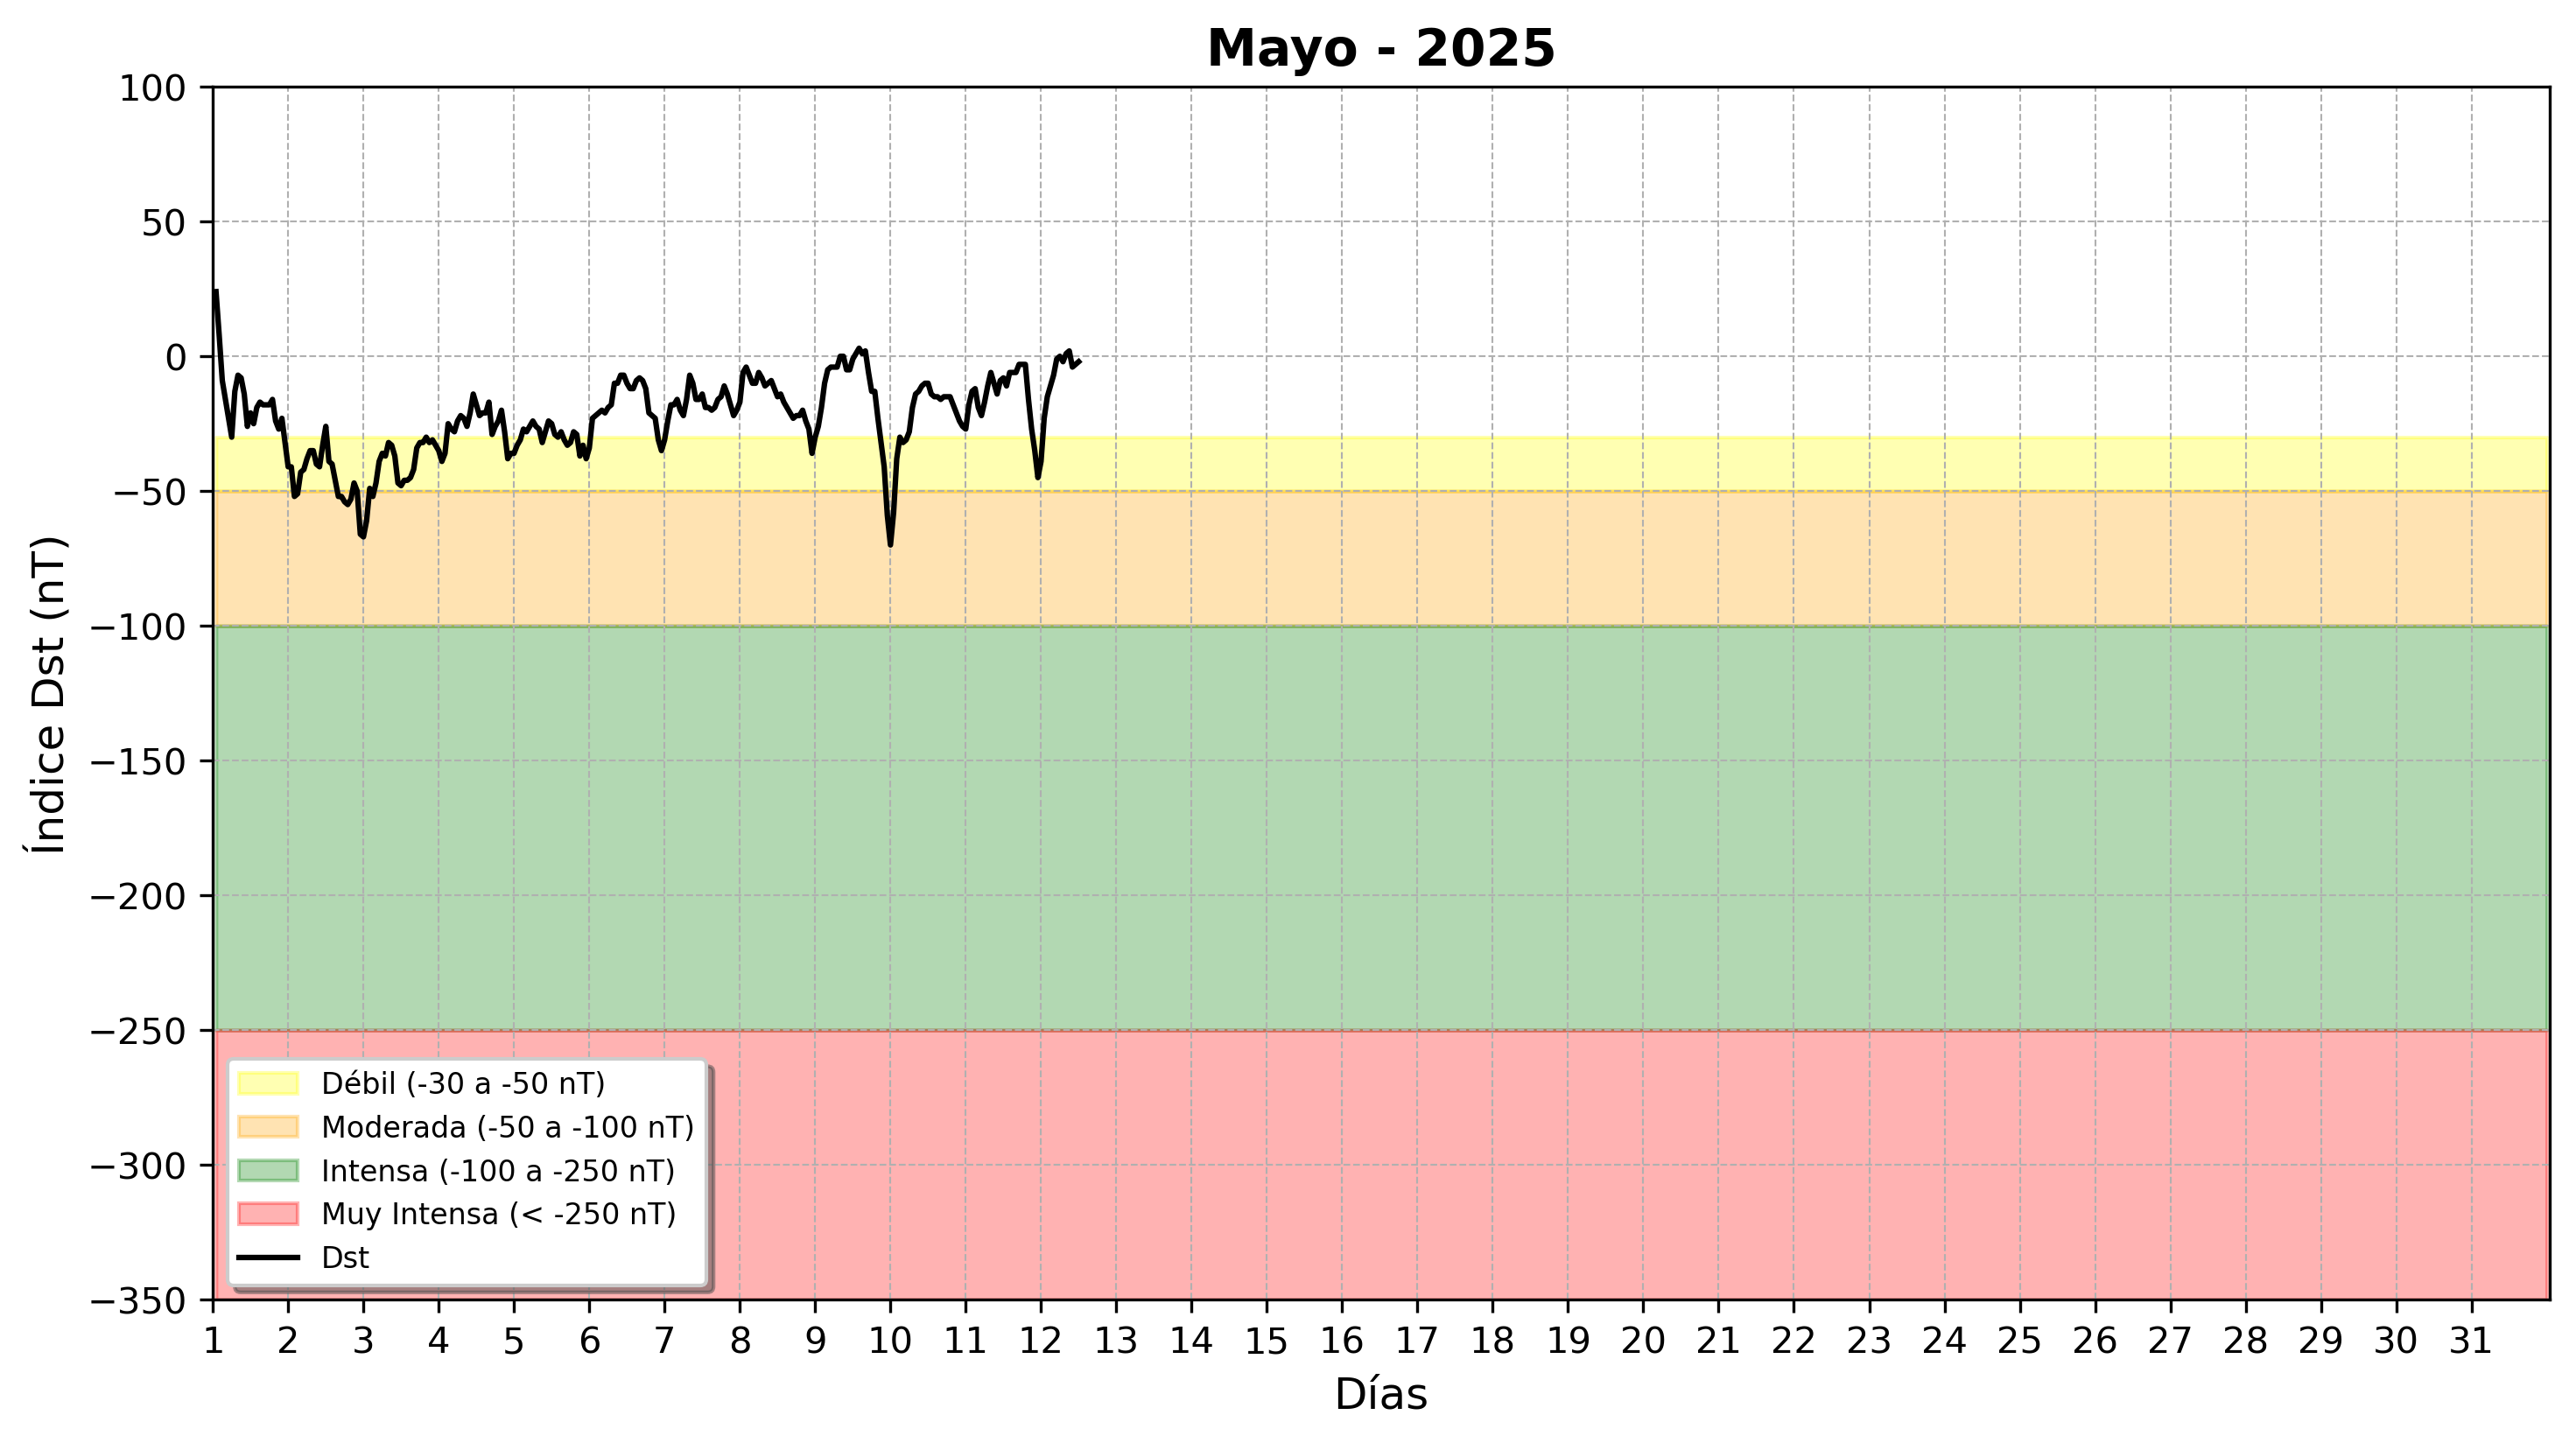 Mayo - 2025
100
50
0
−50
−100
−150
−200
−250
−300
−350
Índice Dst (nT)
Débil (-30 a -50 nT)
Moderada (-50 a -100 nT)
Intensa (-100 a -250 nT)
Muy Intensa (< -250 nT)
Dst
1 2 3 4 5 6 7 8 9 10 11 12 13 14 15 16 17 18 19 20 21 22 23 24 25 26 27 28 29 30 31
Días